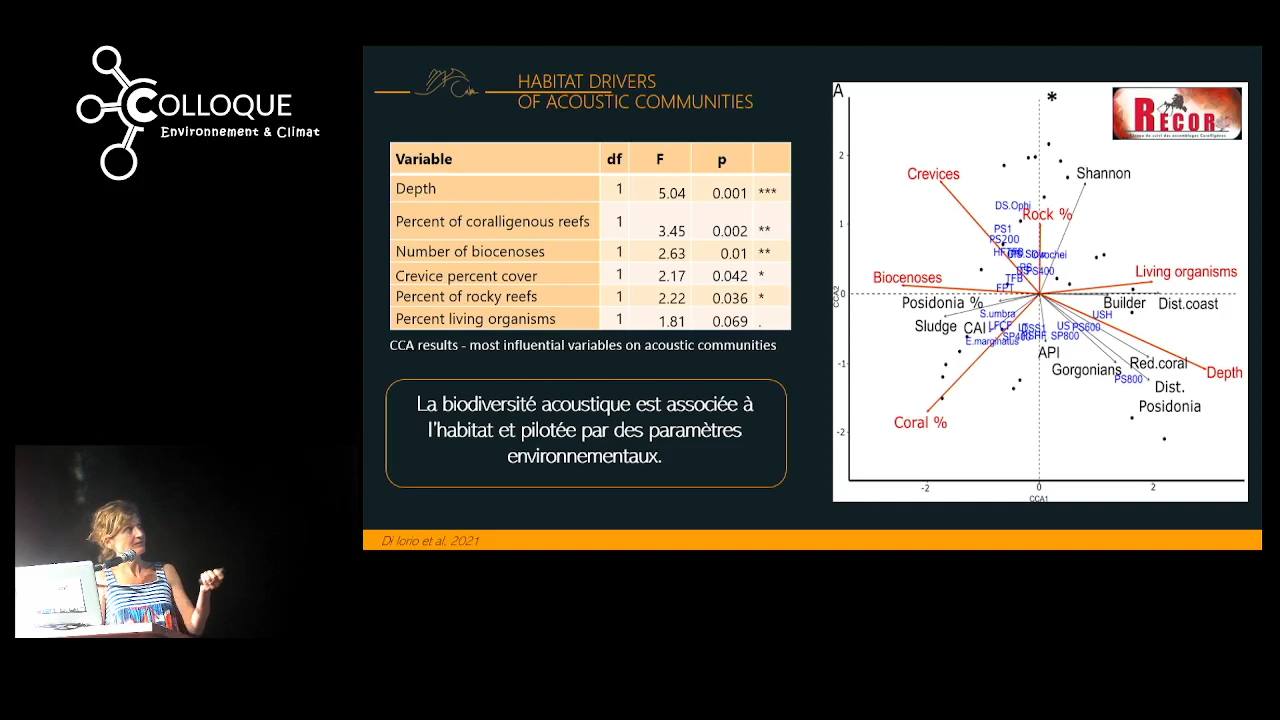 COLLOQUE
Environnement & Climat
HABITAT DRIVERS
OF ACOUSTIC COMMUNITIES
Variable df F p
Depth 1 5.04 0.001 ***
Percent of coralligenous reefs 1 3.45 0.002 **
Number of biocenoses 1 2.63 0.01 **
Crevice percent cover 1 2.17 0.042 *
Percent of rocky reefs 1 2.22 0.036 *
Percent living organisms 1 1.81 0.069 .
CCA results - most influential variables on acoustic communities
La biodiversité acoustique est associée à
l'habitat et pilotée par des paramètres
environnementaux.
Di Iorio et al. 2021
A
*
RECOR
2
1
0
-1
-2
CCA2
Crevices
Shannon
DS.Ophi
Rock %
PS1
PS200
PS400
TFB
Biocenoses
Living organisms
Posidonia %
Builder
Dist.coast
S.umbra
USH
Sludge
CAI
US
PS600
E.marginatus
SP800
API
Red.coral
Gorgonians
Depth
PS800
Dist.
Posidonia
Coral %
-2
0
2
CCA1